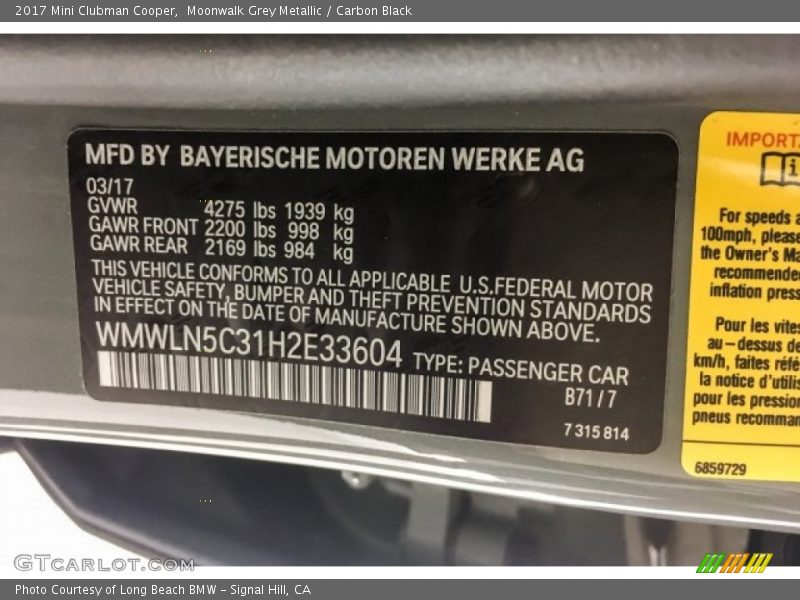 2017 Mini Clubman Cooper, Moonwalk Grey Metallic / Carbon Black
MFD BY BAYERISCHE MOTOREN WERKE AG
03/17
GVWR 4275 lbs 1939 kg
GAWR FRONT 2200 lbs 998 kg
GAWR REAR 2169 lbs 984 kg
THIS VEHICLE CONFORMS TO ALL APPLICABLE U.S.FEDERAL MOTOR
VEHICLE SAFETY, BUMPER AND THEFT PREVENTION STANDARDS
IN EFFECT ON THE DATE OF MANUFACTURE SHOWN ABOVE.
WMWLN5C31H2E33604 TYPE: PASSENGER CAR
B71 / 7
7 315 814
IMPORTA
For speeds a
100mph, please
the Owner's Ma
recommende
inflation press
Pour les vites
au-dessus de
km/h, faites réfé
la notice d'utilis
pour les pression
pneus recomman
6859729
GTCARLOT.COM
Photo Courtesy of Long Beach BMW - Signal Hill, CA